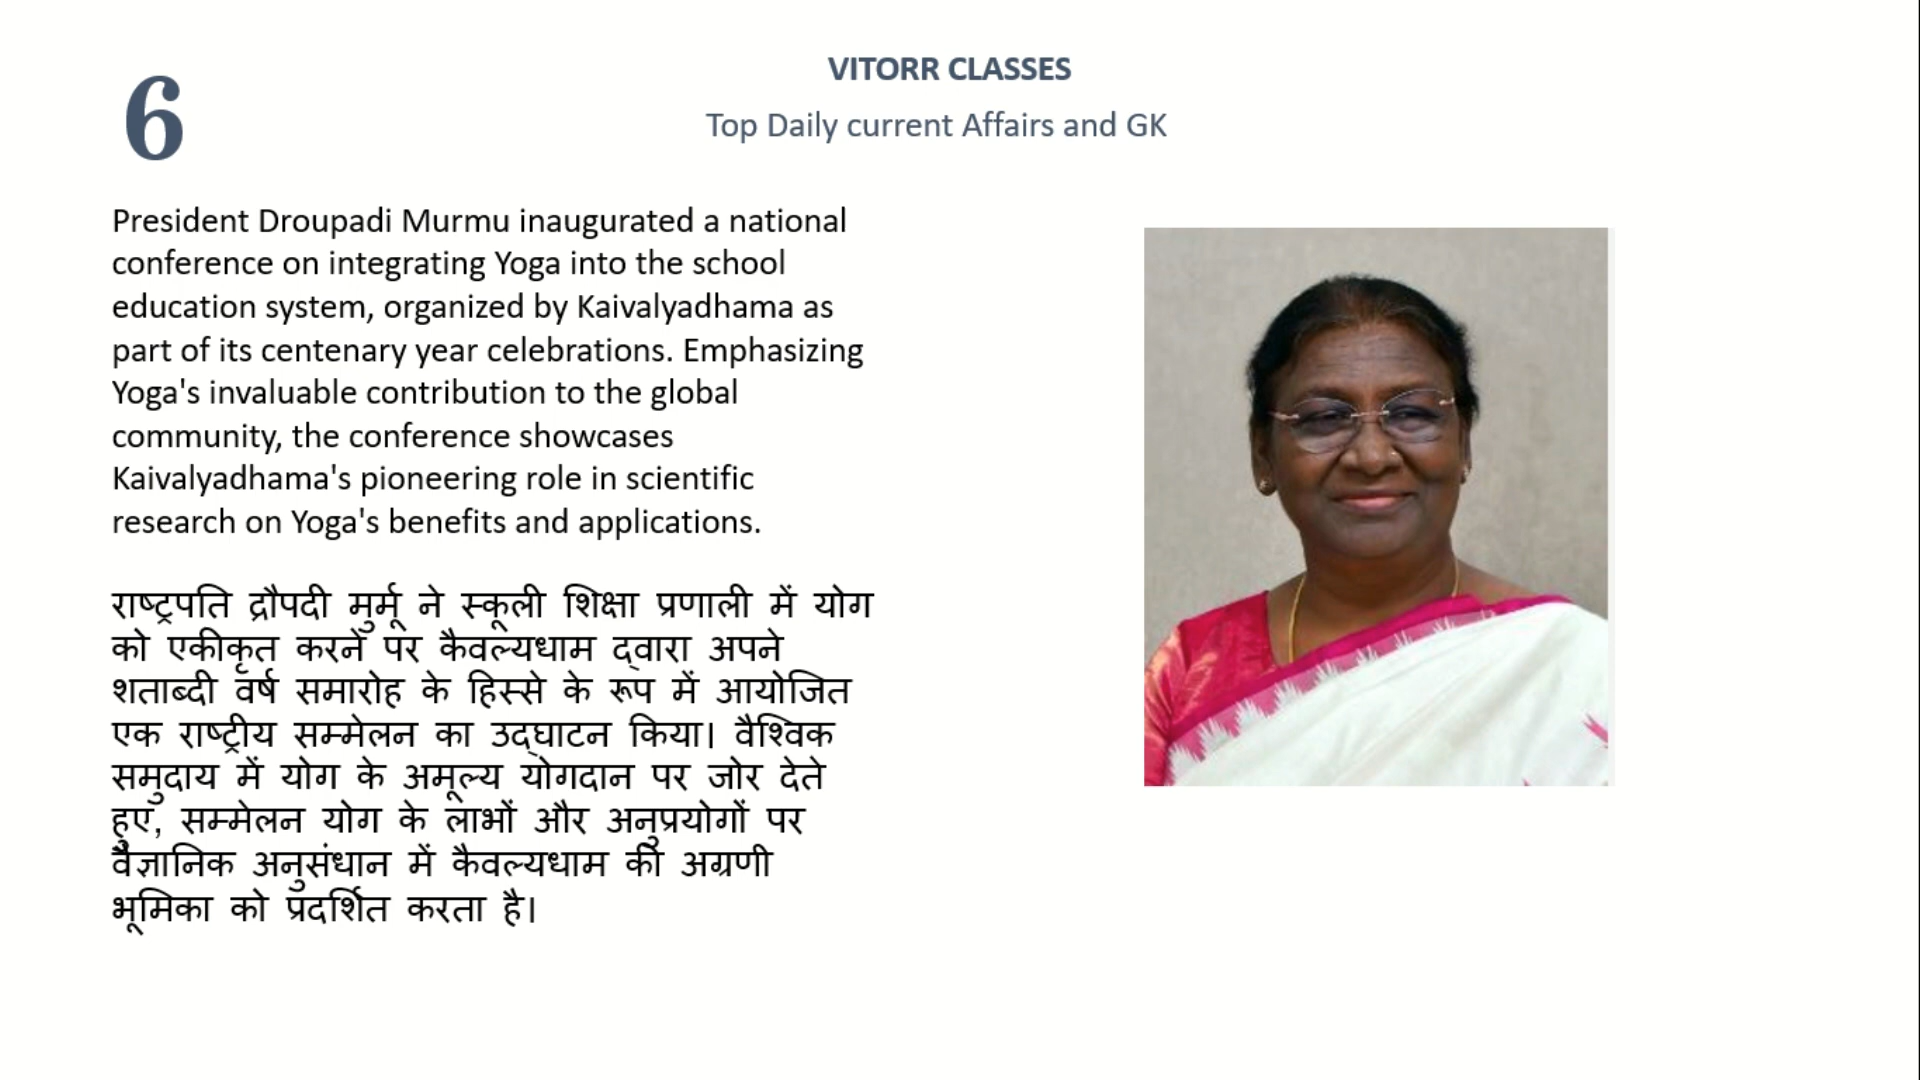 6
VITORR CLASSES
Top Daily current Affairs and GK
President Droupadi Murmu inaugurated a national
conference on integrating Yoga into the school
education system, organized by Kaivalyadhama as
part of its centenary year celebrations. Emphasizing
Yoga's invaluable contribution to the global
community, the conference showcases
Kaivalyadhama's pioneering role in scientific
research on Yoga's benefits and applications.
राष्ट्रपति द्रौपदी मुर्मू ने स्कूली शिक्षा प्रणाली में योग
को एकीकृत करने पर कैवल्यधाम द्वारा अपने
शताब्दी वर्ष समारोह के हिस्से के रूप में आयोजित
एक राष्ट्रीय सम्मेलन का उद्घाटन किया। वैश्विक
समुदाय में योग के अमूल्य योगदान पर जोर देते
हुए, सम्मेलन योग के लाभों और अनुप्रयोगों पर
वैज्ञानिक अनुसंधान में कैवल्यधाम की अग्रणी
भूमिका को प्रदर्शित करता है।